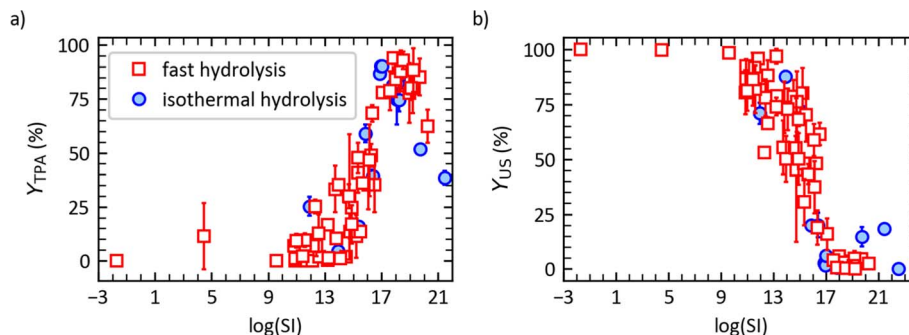 a)
b)
100
75
50
25
0
Y_TPA (%)
fast hydrolysis
isothermal hydrolysis
−3 1 5 9 13 17 21
log(SI)
100
75
50
25
0
Y_US (%)
−3 1 5 9 13 17 21
log(SI)